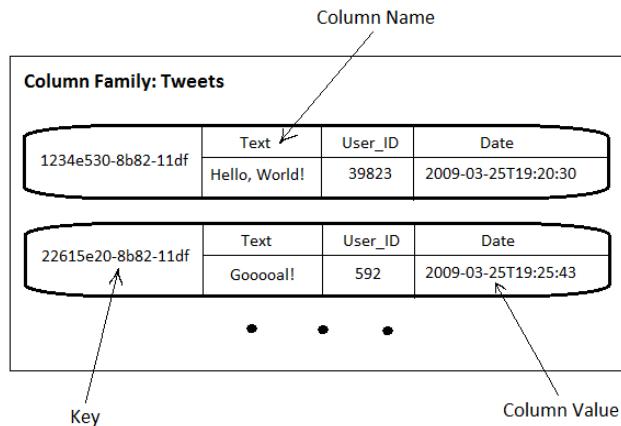 Column Name
Column Family: Tweets
Text User_ID Date
1234e530-8b82-11df
Hello, World! 39823 2009-03-25T19:20:30
Text User_ID Date
22615e20-8b82-11df
Gooooal! 592 2009-03-25T19:25:43
Key
Column Value